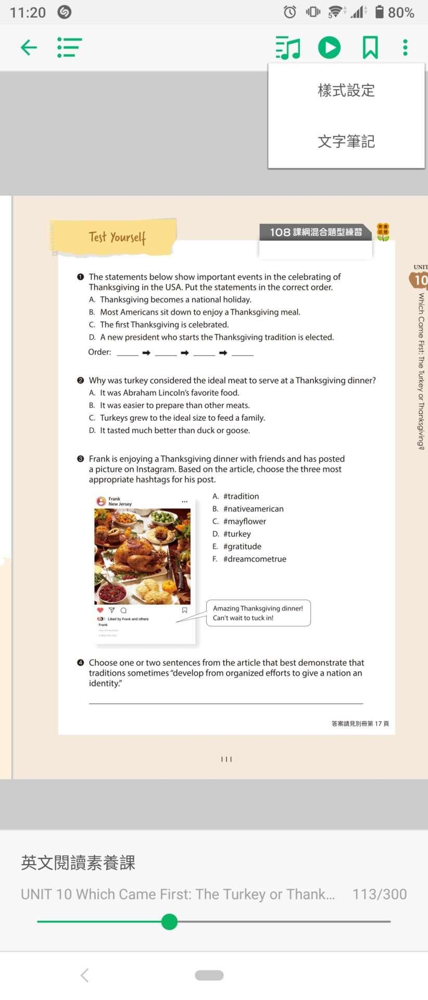 11:20
5
80%
樣式設定
文字筆記
Test Yourself
108 課綱混合題型練習
素養
試題
UNIT
10
Which Came First: The Turkey or Thanksgiving?
❶ The statements below show important events in the celebrating of
Thanksgiving in the USA. Put the statements in the correct order.
A. Thanksgiving becomes a national holiday.
B. Most Americans sit down to enjoy a Thanksgiving meal.
C. The first Thanksgiving is celebrated.
D. A new president who starts the Thanksgiving tradition is elected.
Order: _____ ➡ _____ ➡ _____ ➡ _____
❷ Why was turkey considered the ideal meat to serve at a Thanksgiving dinner?
A. It was Abraham Lincoln's favorite food.
B. It was easier to prepare than other meats.
C. Turkeys grew to the ideal size to feed a family.
D. It tasted much better than duck or goose.
❸ Frank is enjoying a Thanksgiving dinner with friends and has posted
a picture on Instagram. Based on the article, choose the three most
appropriate hashtags for his post.
Frank
New Jersey
A. #tradition
B. #nativeamerican
C. #mayflower
D. #turkey
E. #gratitude
F. #dreamcometrue
Liked by Frank and others
Frank
Amazing Thanksgiving dinner!
Can't wait to tuck in!
❹ Choose one or two sentences from the article that best demonstrate that
traditions sometimes “develop from organized efforts to give a nation an
identity.”
答案請見別冊第 17 頁
111
英文閱讀素養課
UNIT 10 Which Came First: The Turkey or Thank... 113/300